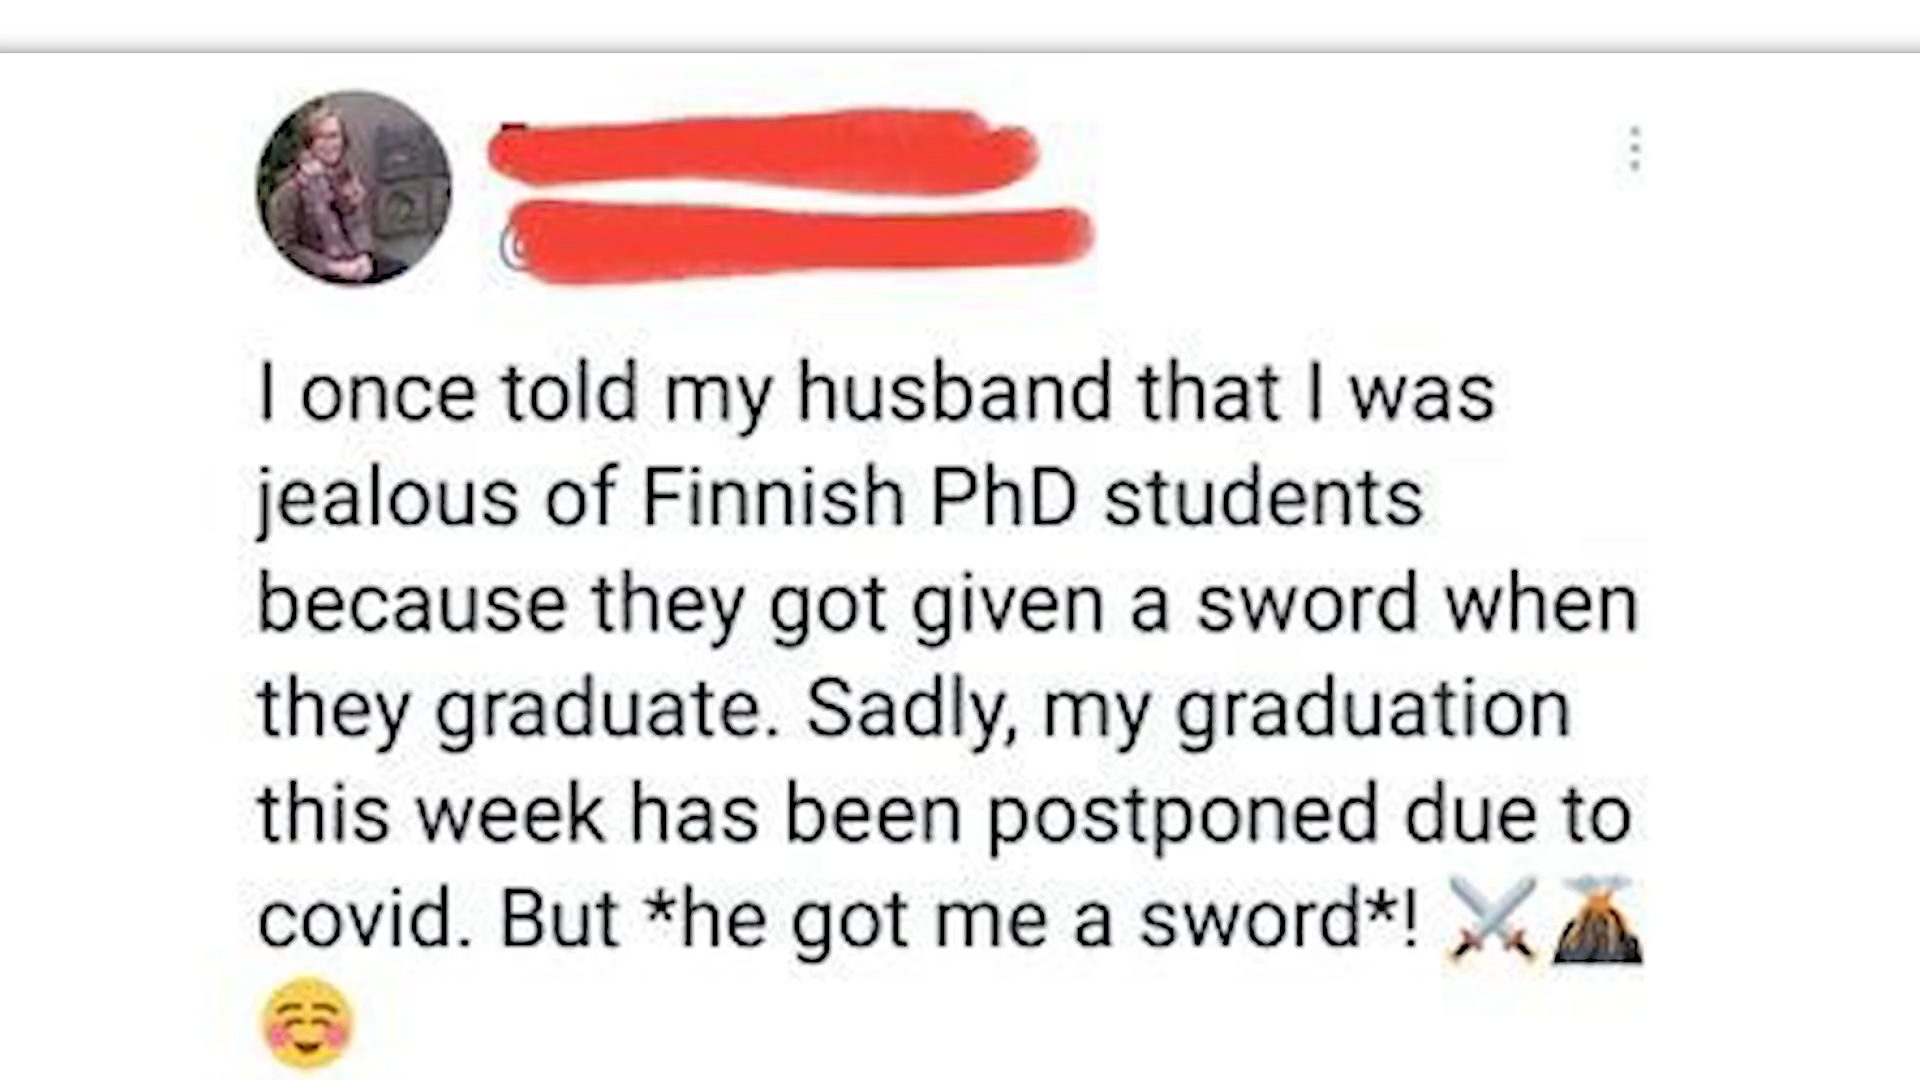 I once told my husband that I was
jealous of Finnish PhD students
because they got given a sword when
they graduate. Sadly, my graduation
this week has been postponed due to
covid. But *he got me a sword*! ⚔️🌋
☺️